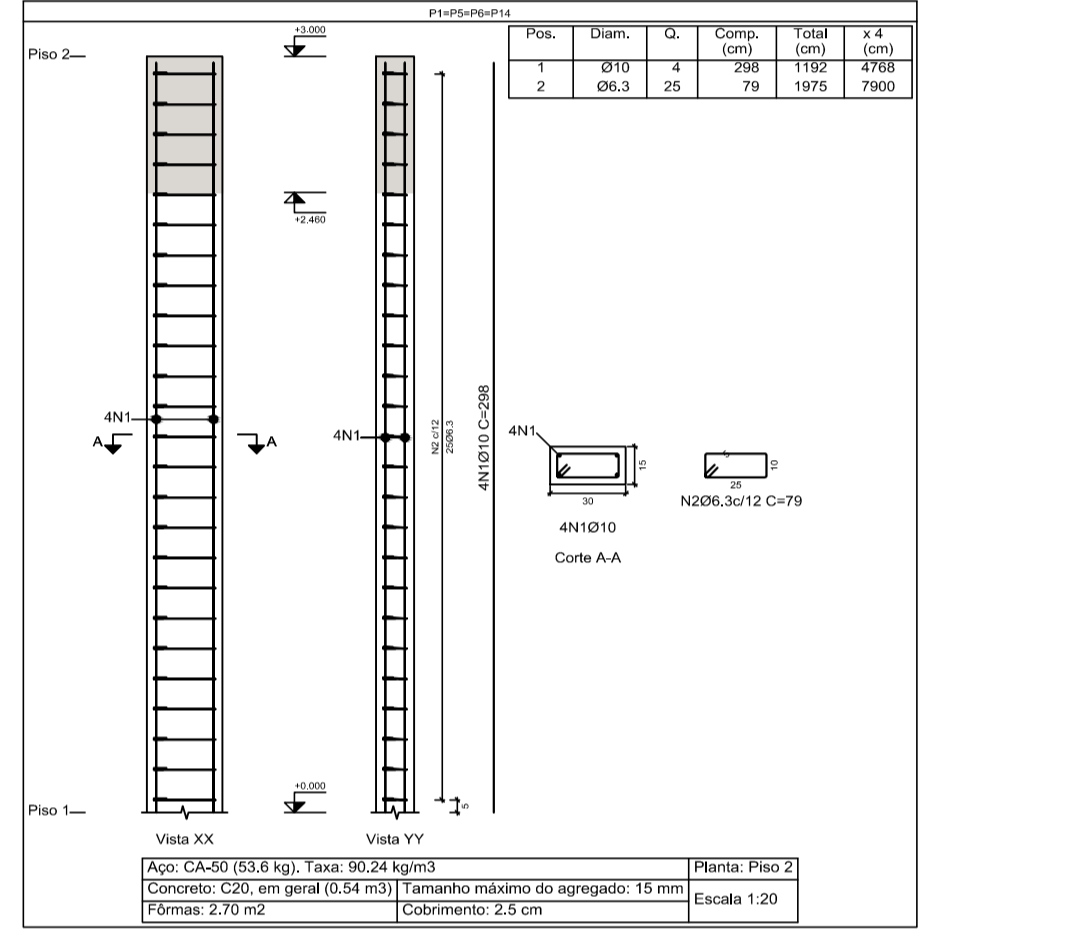 P1=P5=P6=P14
Pos. Diam. Q. Comp. (cm) Total (cm) x 4 (cm)
1 Ø10 4 298 1192 4768
2 Ø6.3 25 79 1975 7900
+3.000
Piso 2
+2.460
4N1
A A
4N1
N2 c/12
25Ø6.3
4N1Ø10 C=298
4N1
15
30
4N1Ø10
Corte A-A
5
10
25
N2Ø6.3c/12 C=79
+0.000
5
Piso 1
Vista XX
Vista YY
Aço: CA-50 (53.6 kg). Taxa: 90.24 kg/m3
Planta: Piso 2
Concreto: C20, em geral (0.54 m3)
Tamanho máximo do agregado: 15 mm
Escala 1:20
Fôrmas: 2.70 m2
Cobrimento: 2.5 cm